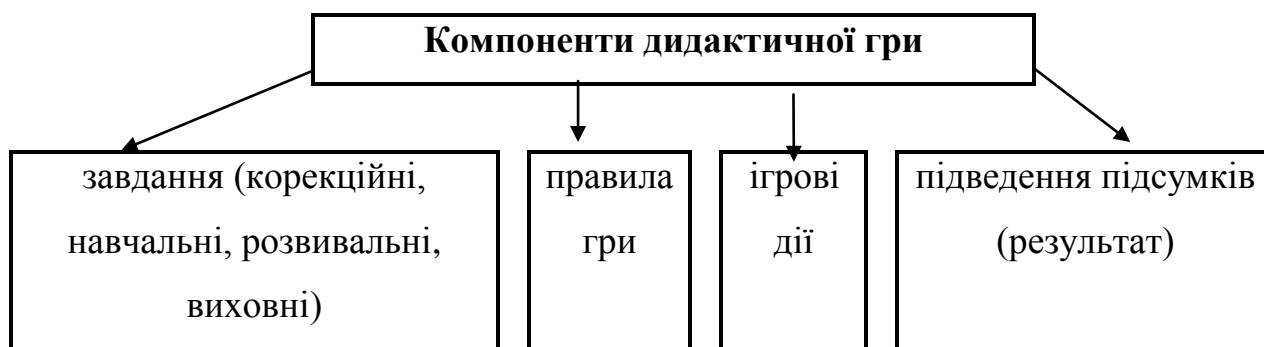 Компоненти дидактичної гри
завдання (корекційні,
навчальні, розвивальні,
виховні)
правила
гри
ігрові
дії
підведення підсумків
(результат)